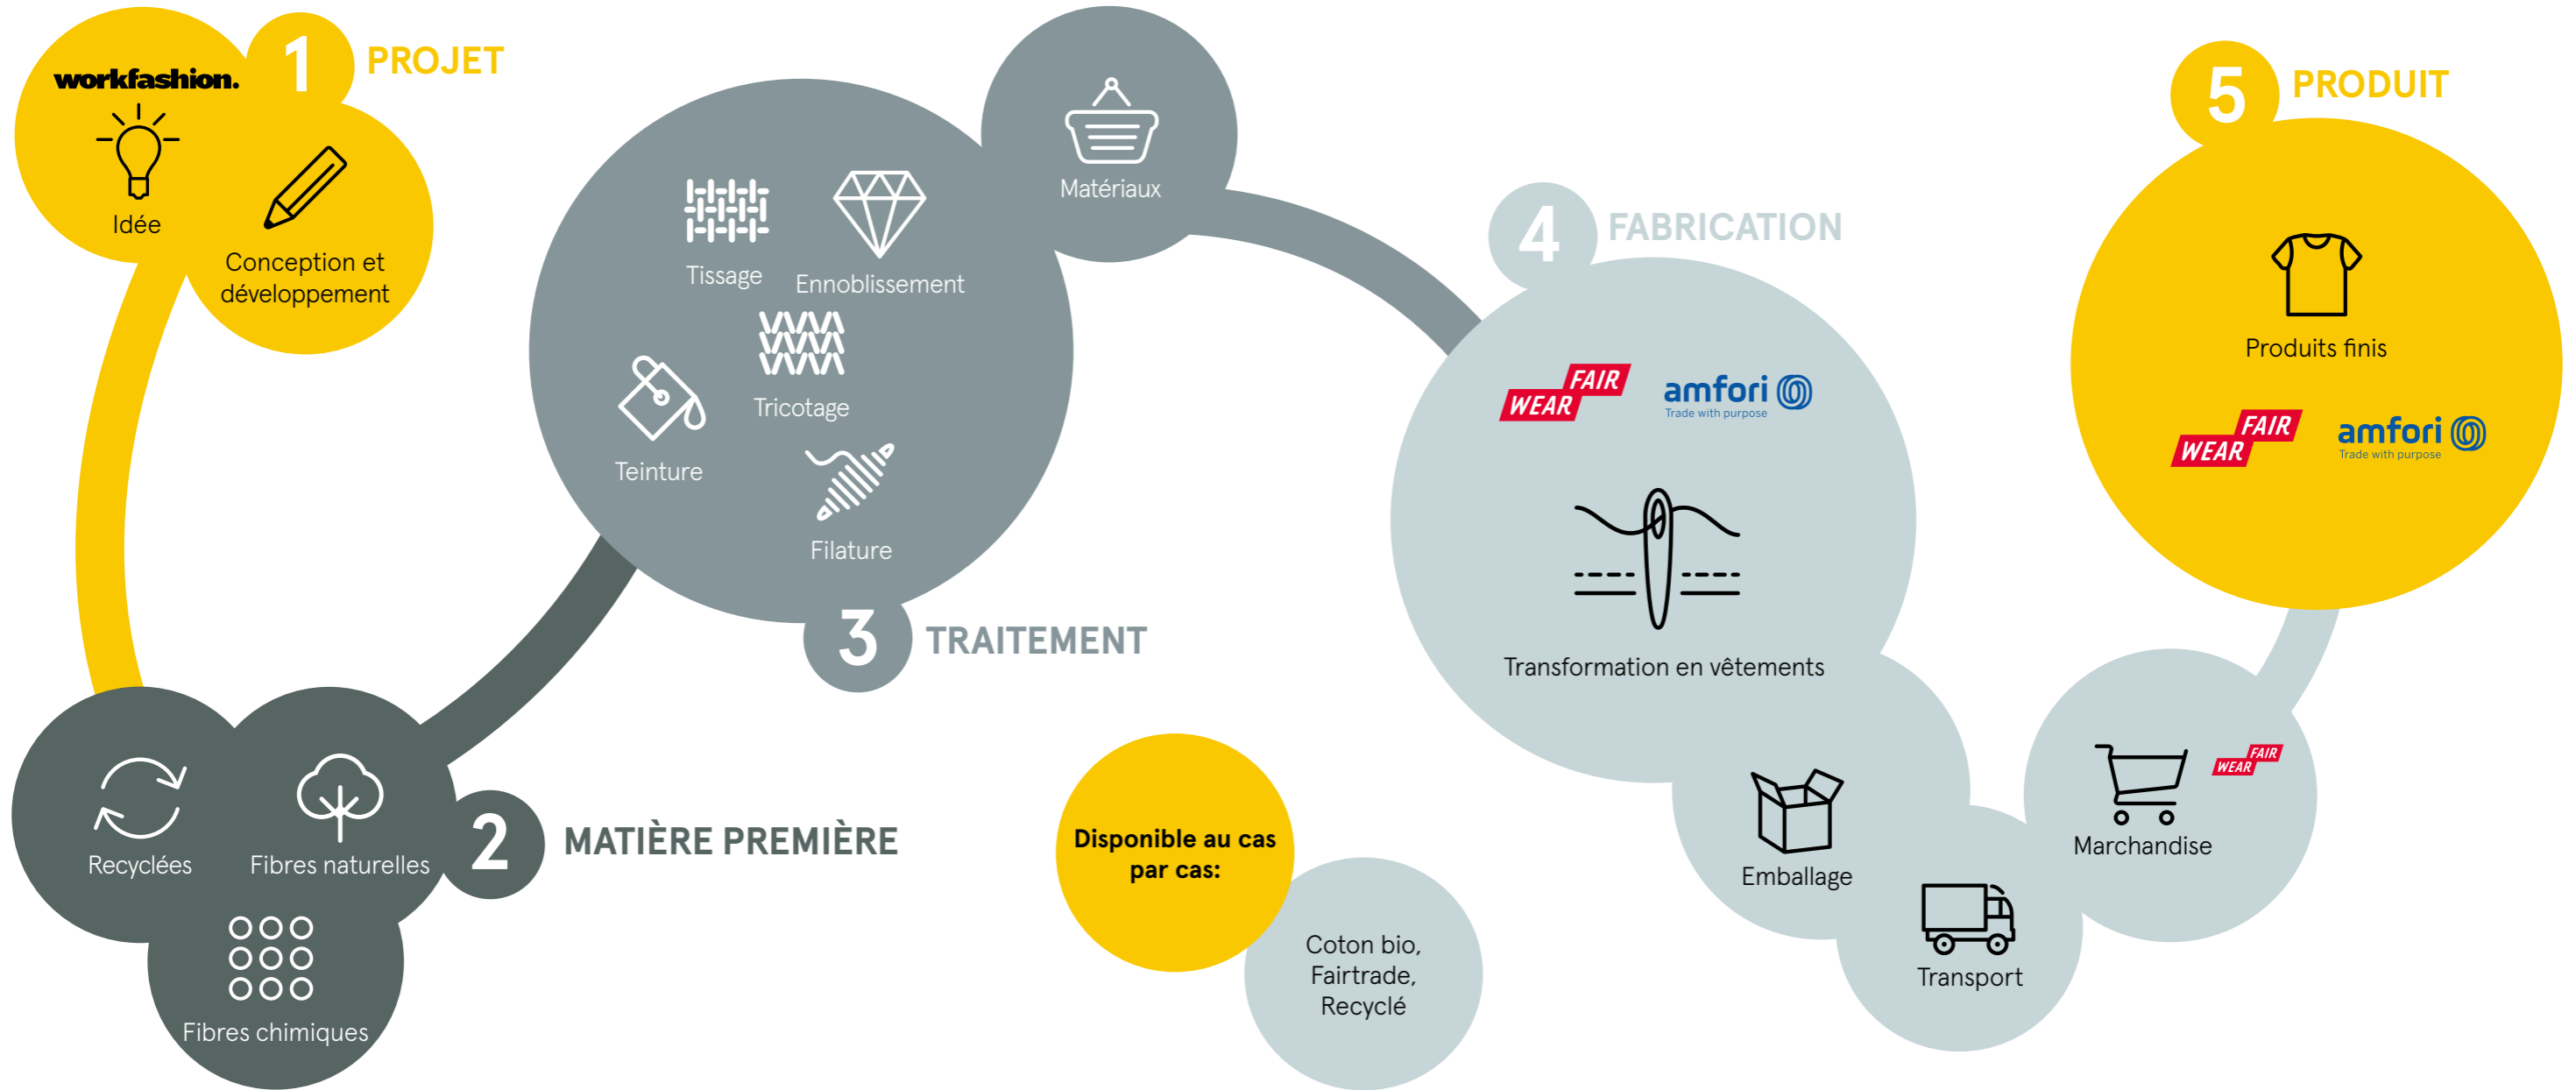 workfashion.
Idée
1
PROJET
Conception et
développement
Recyclées
Fibres naturelles
Fibres chimiques
2
MATIÈRE PREMIÈRE
Tissage
Ennoblissement
Tricotage
Teinture
Filature
3
TRAITEMENT
Matériaux
Disponible au cas
par cas:
Coton bio,
Fairtrade,
Recyclé
4
FABRICATION
FAIR
WEAR
amfori
Trade with purpose
Transformation en vêtements
Emballage
Transport
Marchandise
FAIR
WEAR
5
PRODUIT
Produits finis
FAIR
WEAR
amfori
Trade with purpose